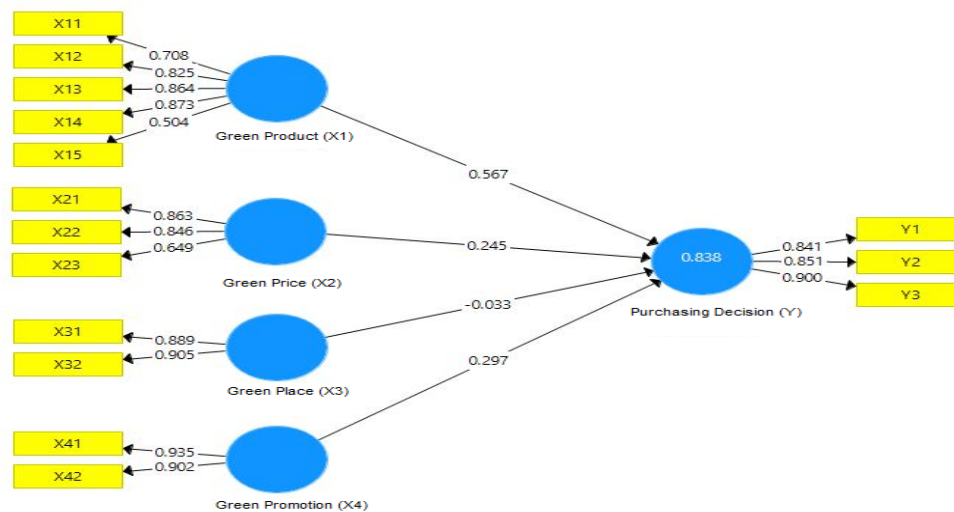 X11
0.708
X12
0.825
X13
0.864
X14
0.873
X15
0.504
Green Product (X1)
0.567
X21
0.863
X22
0.846
X23
0.649
Green Price (X2)
0.245
Y1
0.841
Y2
0.851
Y3
0.900
0.838
Purchasing Decision (Y)
-0.033
X31
0.889
X32
0.905
Green Place (X3)
0.297
X41
0.935
X42
0.902
Green Promotion (X4)